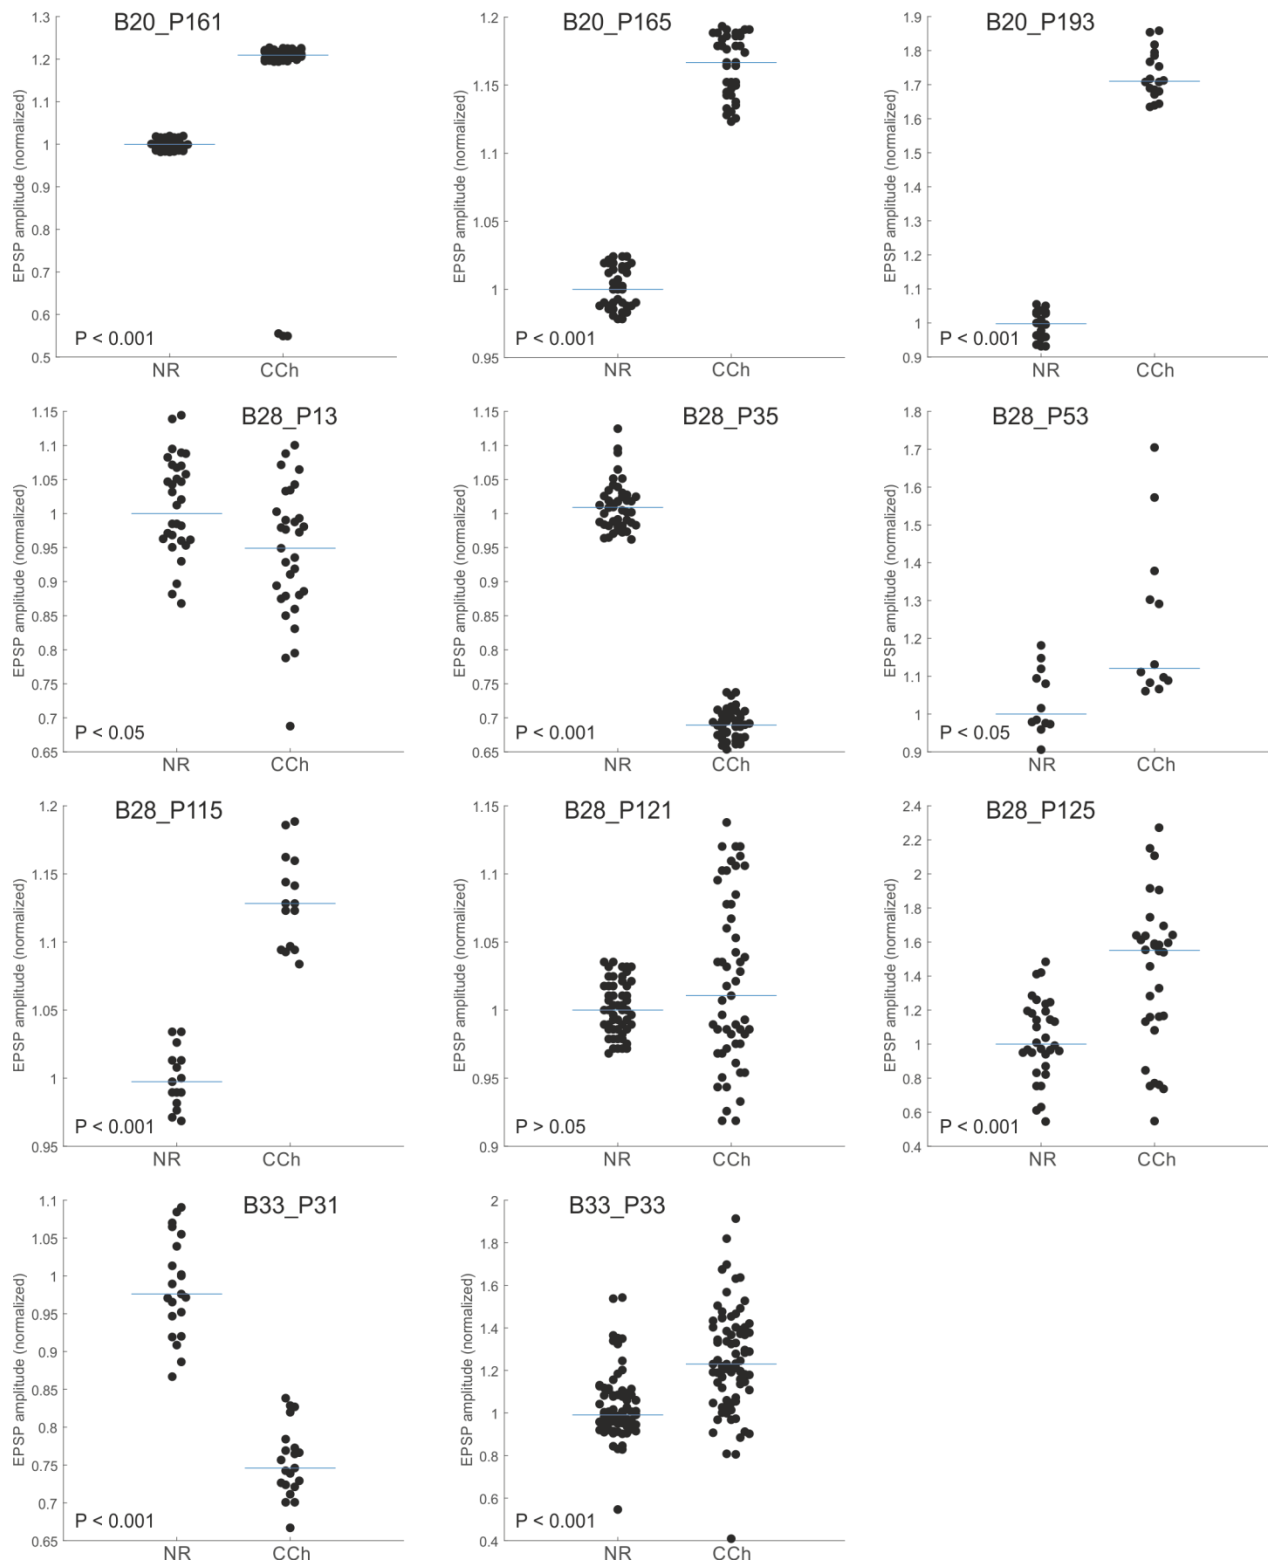 B20_P161
EPSP amplitude (normalized)
1.3
1.2
1.1
1
0.9
0.8
0.7
0.6
0.5
P < 0.001
NR CCh
B20_P165
EPSP amplitude (normalized)
1.2
1.15
1.1
1.05
1
0.95
P < 0.001
NR CCh
B20_P193
EPSP amplitude (normalized)
1.9
1.8
1.7
1.6
1.5
1.4
1.3
1.2
1.1
1
0.9
P < 0.001
NR CCh
B28_P13
EPSP amplitude (normalized)
1.15
1.1
1.05
1
0.95
0.9
0.85
0.8
0.75
0.7
0.65
P < 0.05
NR CCh
B28_P35
EPSP amplitude (normalized)
1.15
1.1
1.05
1
0.95
0.9
0.85
0.8
0.75
0.7
0.65
P < 0.001
NR CCh
B28_P53
EPSP amplitude (normalized)
1.8
1.7
1.6
1.5
1.4
1.3
1.2
1.1
1
0.9
P < 0.05
NR CCh
B28_P115
EPSP amplitude (normalized)
1.2
1.15
1.1
1.05
1
0.95
P < 0.001
NR CCh
B28_P121
EPSP amplitude (normalized)
1.15
1.1
1.05
1
0.95
0.9
P > 0.05
NR CCh
B28_P125
EPSP amplitude (normalized)
2.4
2.2
2
1.8
1.6
1.4
1.2
1
0.8
0.6
0.4
P < 0.001
NR CCh
B33_P31
EPSP amplitude (normalized)
1.1
1.05
1
0.95
0.9
0.85
0.8
0.75
0.7
0.65
P < 0.001
NR CCh
B33_P33
EPSP amplitude (normalized)
2
1.8
1.6
1.4
1.2
1
0.8
0.6
0.4
P < 0.001
NR CCh